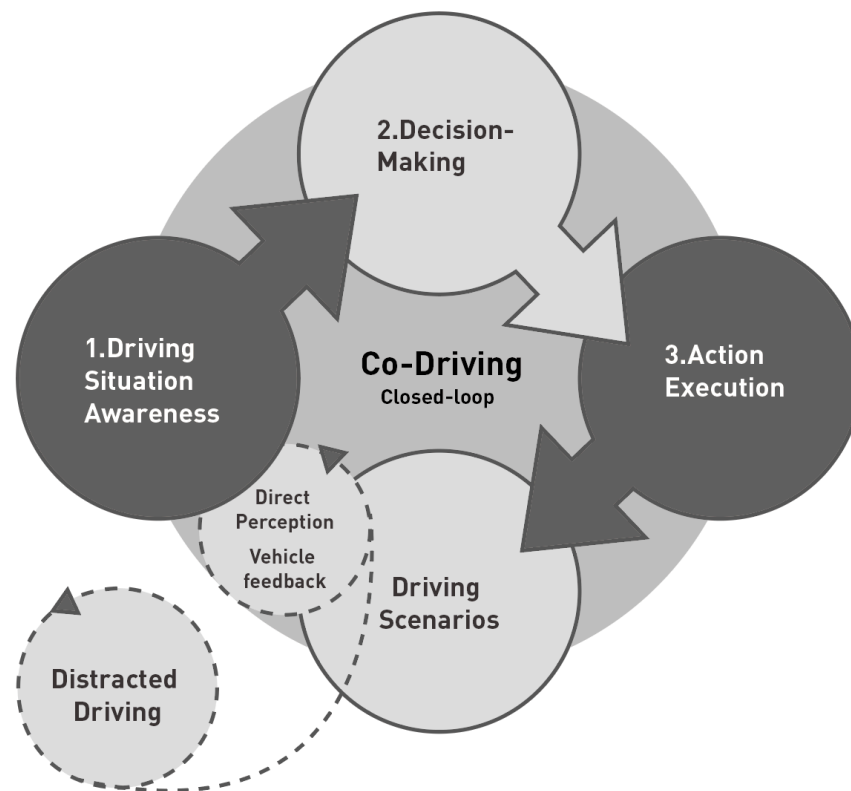 2.Decision-
Making
1.Driving
Situation
Awareness
Co-Driving
Closed-loop
3.Action
Execution
Direct
Perception
Vehicle
feedback
Driving
Scenarios
Distracted
Driving